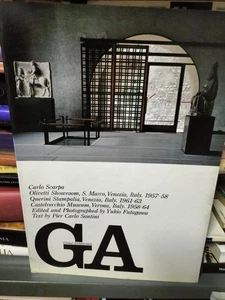 Carlo Scarpa
Olivetti Showroom, S. Marco, Venezia, Italy. 1957-58
Querini Stampalia, Venezia, Italy. 1961-63
Castelvecchio Museum, Verona, Italy. 1958-64
Edited and Photographed by Yukio Futagawa
Text by Pier Carlo Santini
GA